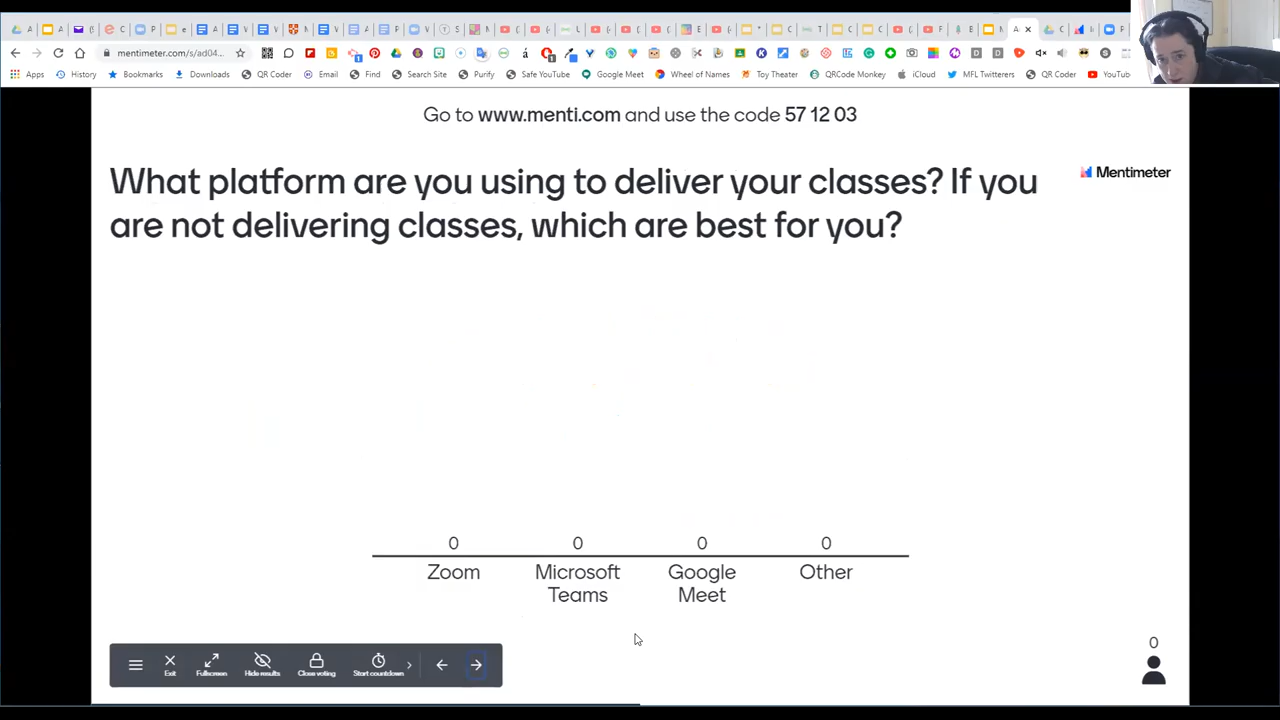 mentimeter.com/s/ad04...
Apps History Bookmarks Downloads QR Coder Email Find Search Site Purify Safe YouTube Google Meet Wheel of Names Toy Theater QRCode Monkey iCloud MFL Twitterers QR Coder YouTu
Go to www.menti.com and use the code 57 12 03
Mentimeter
What platform are you using to deliver your classes? If you
are not delivering classes, which are best for you?
0 0 0 0
Zoom Microsoft Google Other
Teams Meet
0
Exit Fullscreen Hide results Close voting Start countdown